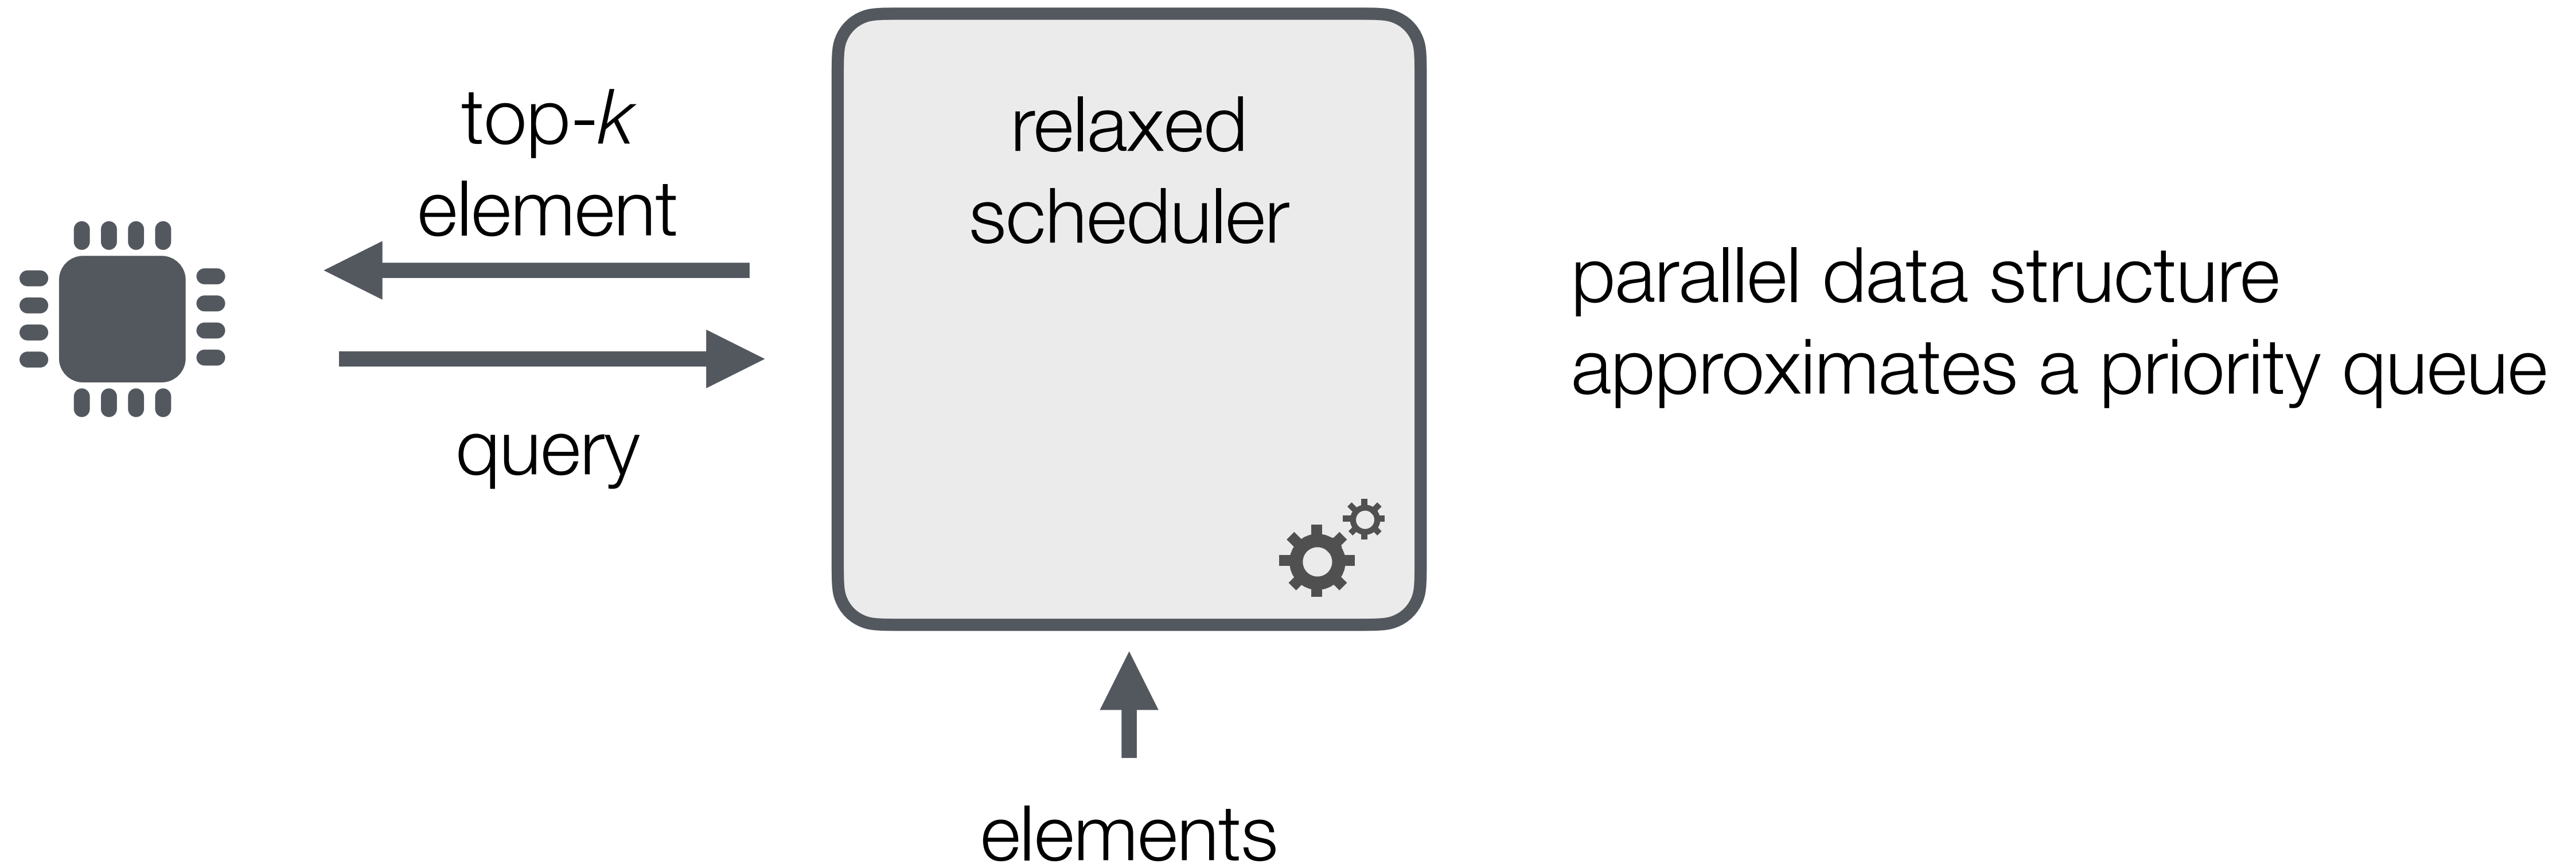 top-k
element
query
relaxed
scheduler
elements
parallel data structure
approximates a priority queue